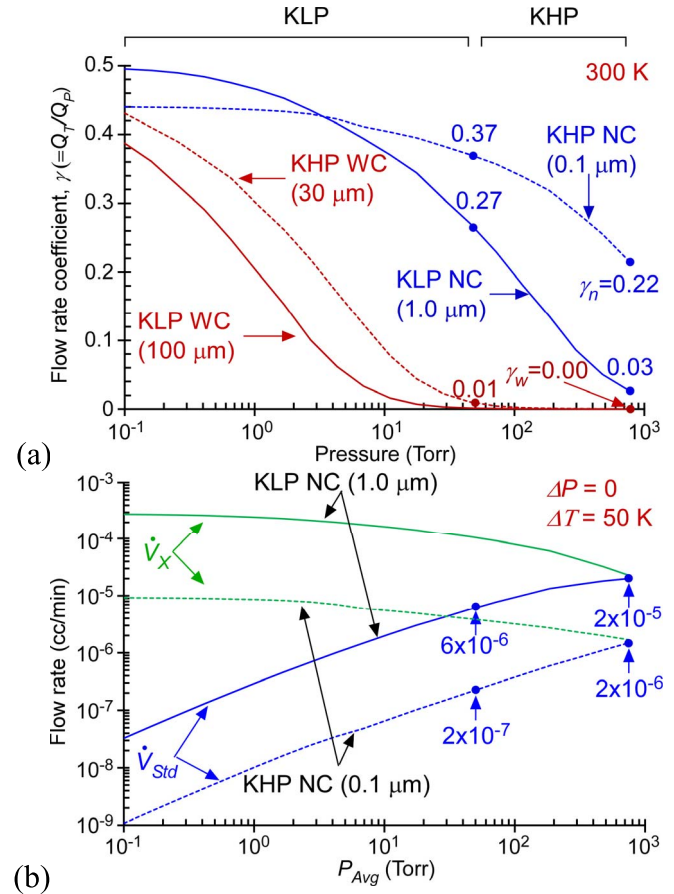 KLP KHP
0.5
0.4
0.3
0.2
0.1
0
Flow rate coefficient, γ (=Q_T/Q_P)
300 K
0.37
KHP NC
(0.1 μm)
KHP WC
(30 μm)
0.27
KLP NC
(1.0 μm)
γ_n=0.22
KLP WC
(100 μm)
γ_w=0.00
0.01
0.03
10^-1 10^0 10^1 10^2 10^3
Pressure (Torr)
(a)
10^-3
10^-4
10^-5
10^-6
10^-7
10^-8
10^-9
Flow rate (cc/min)
KLP NC (1.0 μm)
ΔP = 0
ΔT = 50 K
V̇_X
6x10^-6
2x10^-5
2x10^-7
2x10^-6
V̇_Std
KHP NC (0.1 μm)
10^-1 10^0 10^1 10^2 10^3
P_Avg (Torr)
(b)